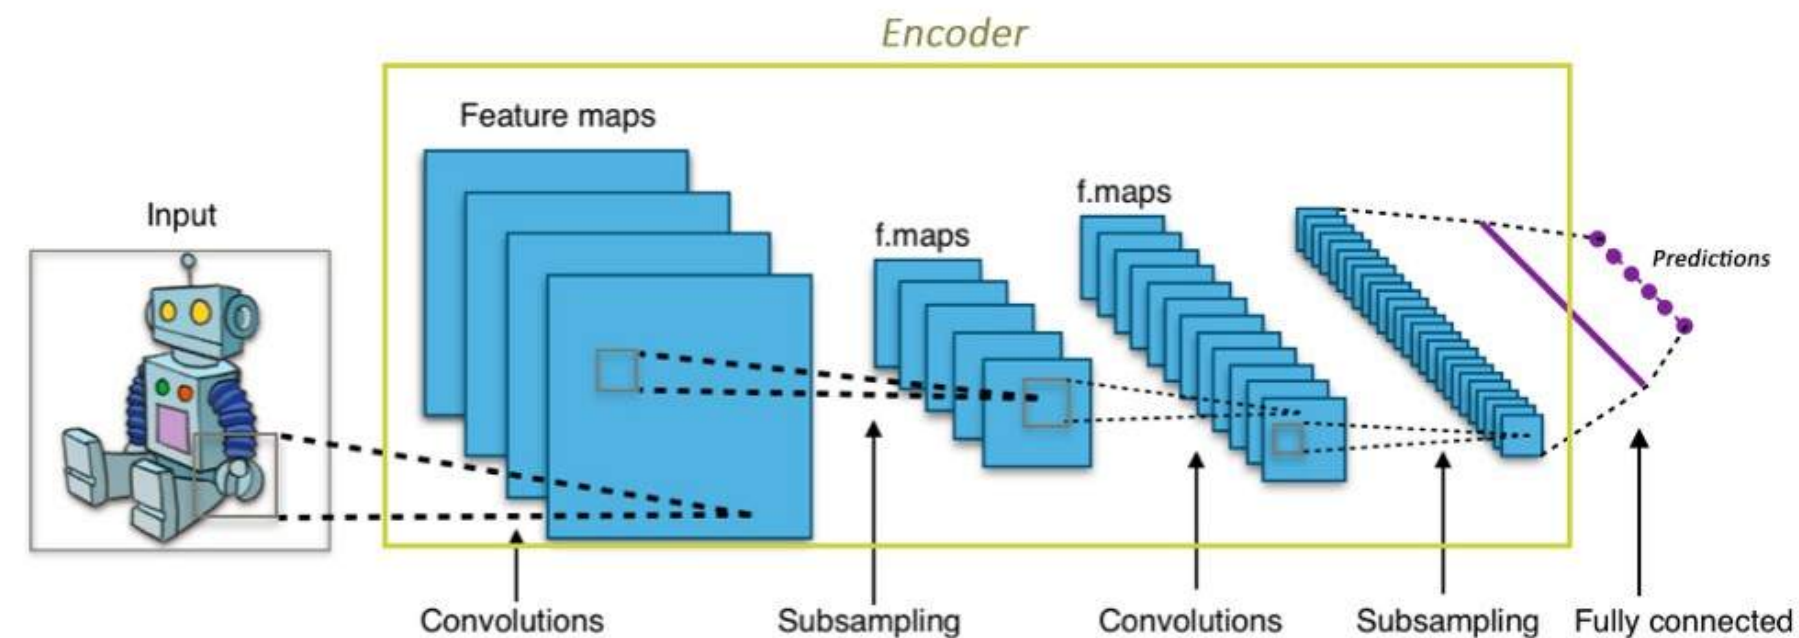 Encoder
Feature maps
Input
f.maps
f.maps
Predictions
Convolutions
Subsampling
Convolutions
Subsampling
Fully connected